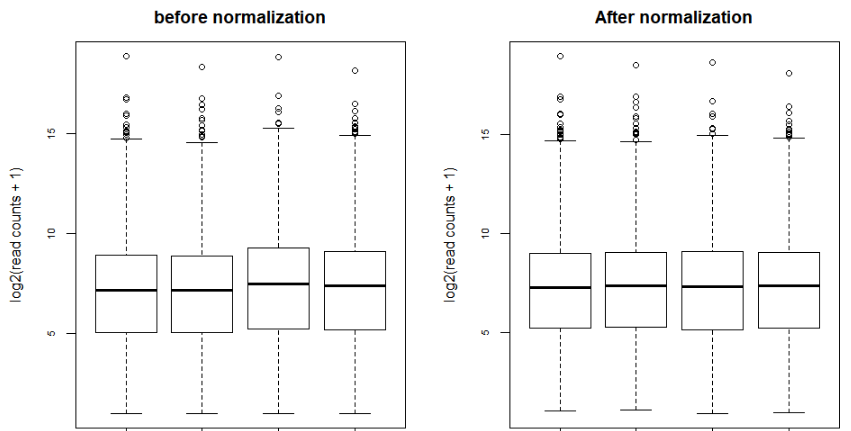 before normalization
After normalization
log2(read counts + 1)
15
10
5
log2(read counts + 1)
15
10
5